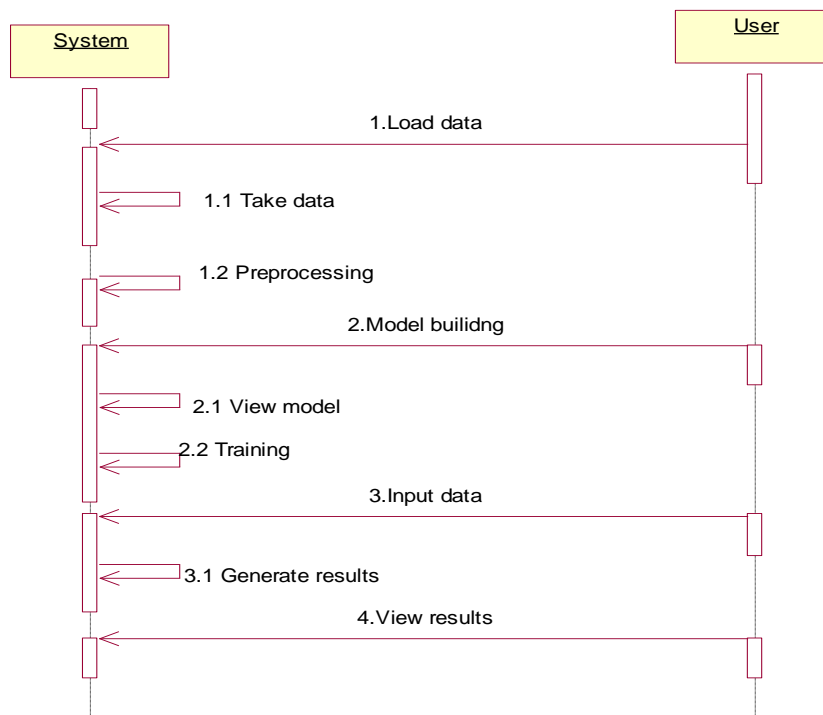 System
User
1.Load data
1.1 Take data
1.2 Preprocessing
2.Model builidng
2.1 View model
2.2 Training
3.Input data
3.1 Generate results
4.View results